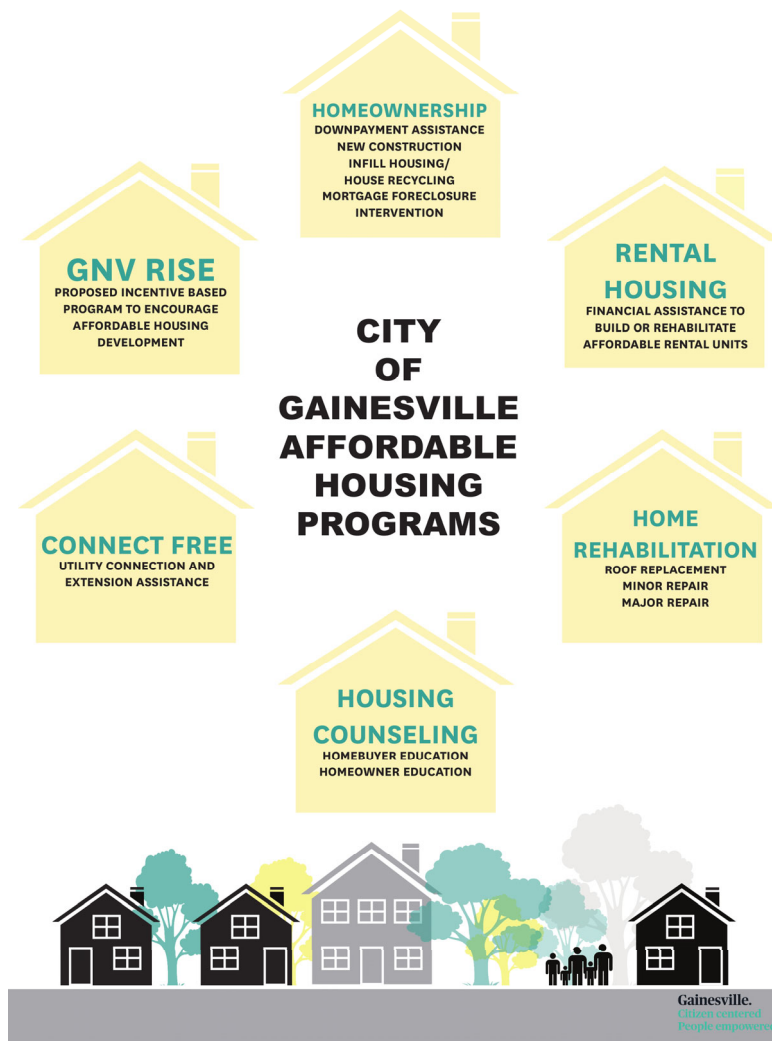 HOMEOWNERSHIP
DOWNPAYMENT ASSISTANCE
NEW CONSTRUCTION
INFILL HOUSING/
HOUSE RECYCLING
MORTGAGE FORECLOSURE
INTERVENTION
GNV RISE
PROPOSED INCENTIVE BASED
PROGRAM TO ENCOURAGE
AFFORDABLE HOUSING
DEVELOPMENT
RENTAL
HOUSING
FINANCIAL ASSISTANCE TO
BUILD OR REHABILITATE
AFFORDABLE RENTAL UNITS
CITY
OF
GAINESVILLE
AFFORDABLE
HOUSING
PROGRAMS
CONNECT FREE
UTILITY CONNECTION AND
EXTENSION ASSISTANCE
HOME
REHABILITATION
ROOF REPLACEMENT
MINOR REPAIR
MAJOR REPAIR
HOUSING
COUNSELING
HOMEBUYER EDUCATION
HOMEOWNER EDUCATION
Gainesville.
Citizen centered
People empowered